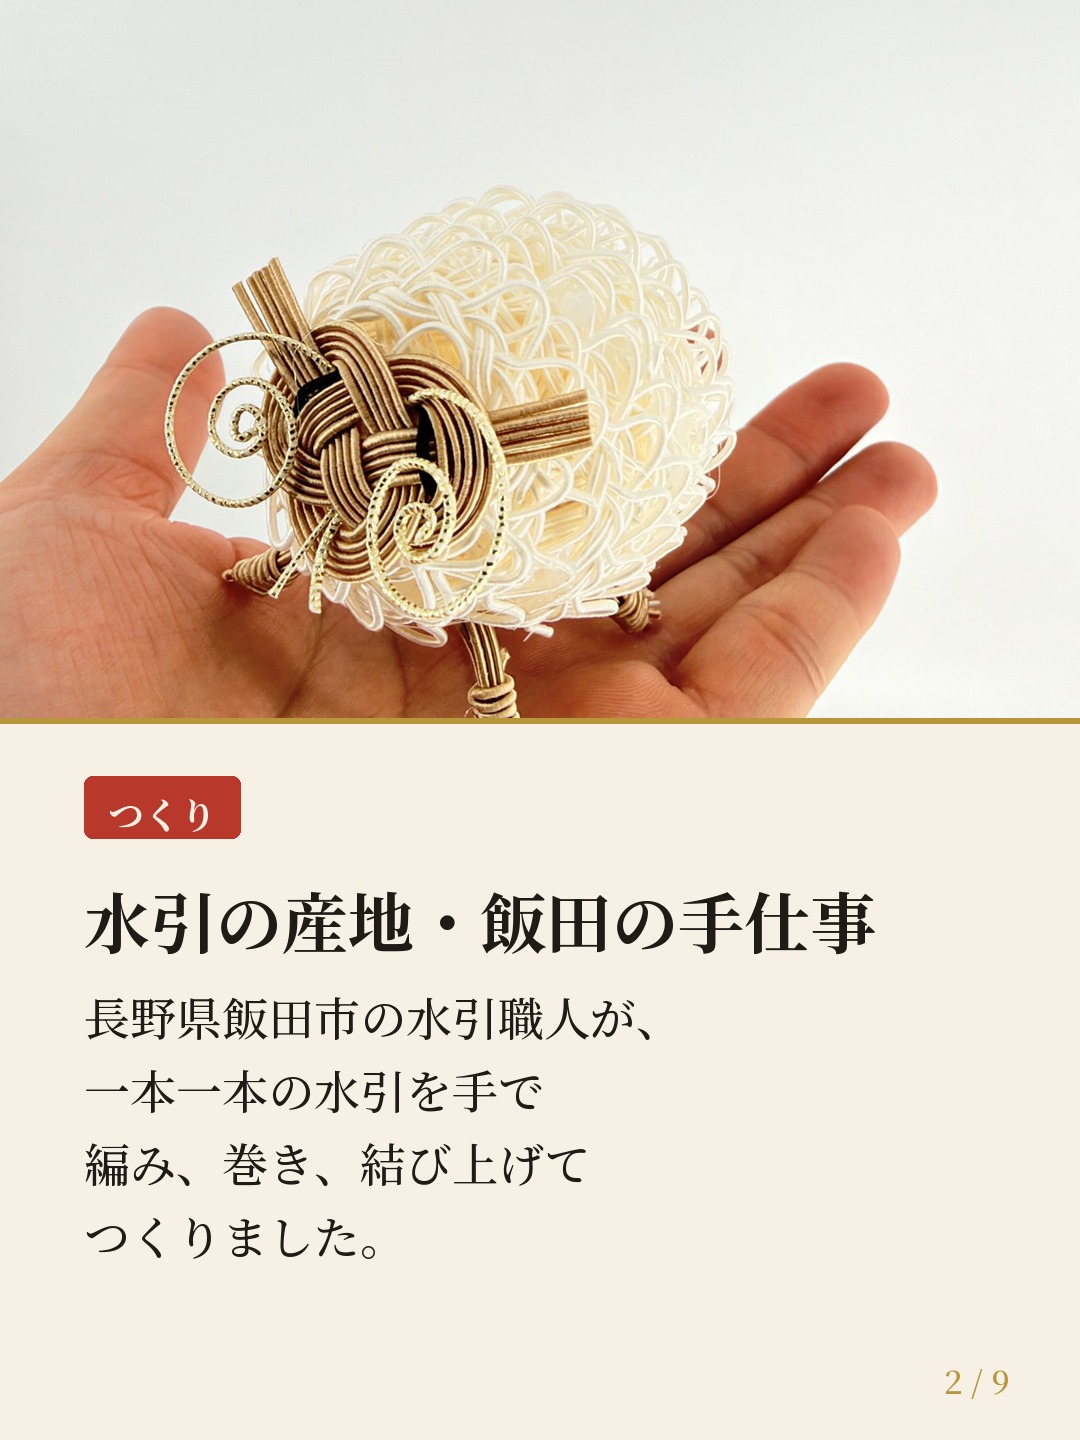 つくり
水引の産地・飯田の手仕事
長野県飯田市の水引職人が、
一本一本の水引を手で
編み、巻き、結び上げて
つくりました。
2 / 9